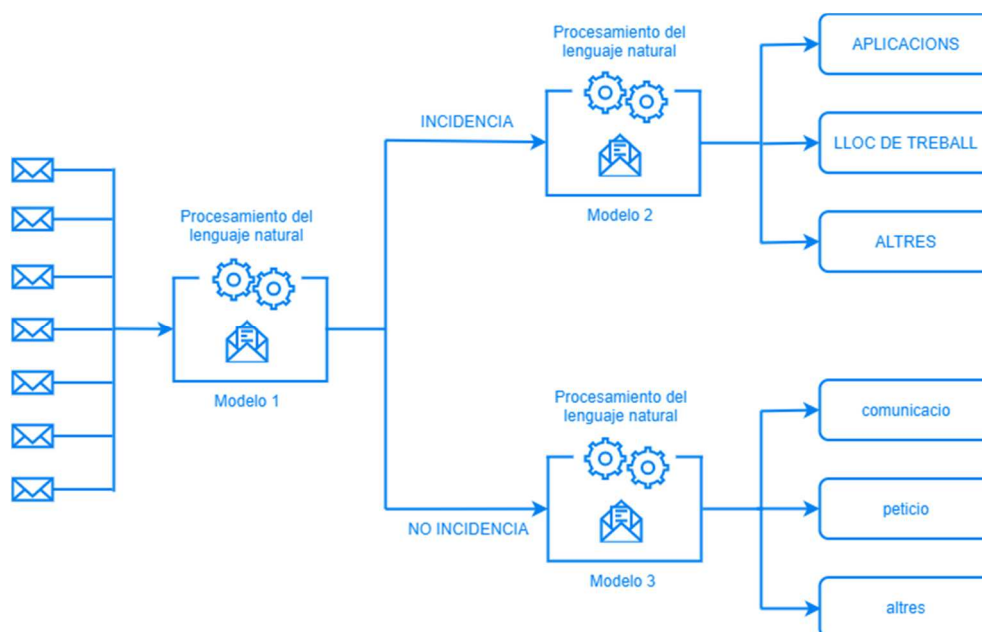 Procesamiento del
lenguaje natural
Modelo 1
INCIDENCIA
Procesamiento del
lenguaje natural
Modelo 2
APLICACIONS
LLOC DE TREBALL
ALTRES
NO INCIDENCIA
Procesamiento del
lenguaje natural
Modelo 3
comunicacio
peticio
altres